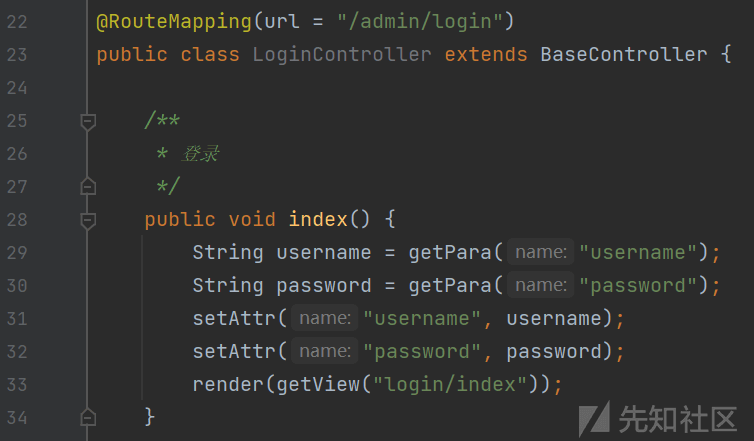 22 @RouteMapping(url = "/admin/login")
23 public class LoginController extends BaseController {
24
25 /**
26 * 登录
27 */
28 public void index() {
29 String username = getPara( name: "username");
30 String password = getPara( name: "password");
31 setAttr( name: "username", username);
32 setAttr( name: "password", password);
33 render(getView("login/index"));
34 }
先知社区